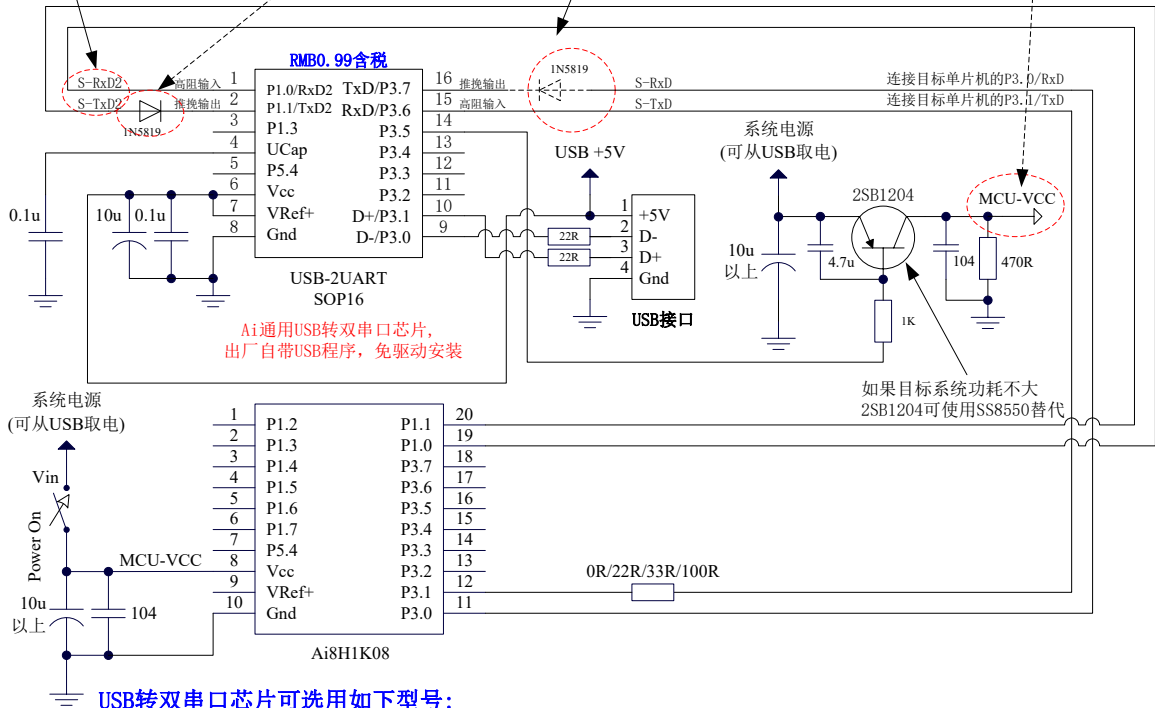 RMB0.99含税
S-RxD2
高阻输入
1
P1.0/RxD2
TxD/P3.7
16
推挽输出
1N5819
S-RxD
连接目标单片机的P3.0/RxD
S-TxD2
1N5819
推挽输出
2
P1.1/TxD2
RxD/P3.6
15
高阻输入
S-TxD
连接目标单片机的P3.1/TxD
3
P1.3
P3.5
14
4
UCap
P3.4
13
5
P5.4
P3.3
12
6
Vcc
P3.2
11
7
VRef+
D+/P3.1
10
8
Gnd
D-/P3.0
9
USB-2UART
SOP16
0.1u
10u
0.1u
Ai通用USB转双串口芯片,
出厂自带USB程序，免驱动安装
USB +5V
22R
22R
1
+5V
2
D-
3
D+
4
Gnd
USB接口
系统电源
(可从USB取电)
2SB1204
MCU-VCC
10u
以上
4.7u
104
470R
1K
如果目标系统功耗不大
2SB1204可使用SS8550替代
系统电源
(可从USB取电)
Vin
Power On
MCU-VCC
10u
以上
104
1
P1.2
P1.1
20
2
P1.3
P1.0
19
3
P1.4
P3.7
18
4
P1.5
P3.6
17
5
P1.6
P3.5
16
6
P1.7
P3.4
15
7
P5.4
P3.3
14
8
Vcc
P3.2
13
9
VRef+
P3.1
12
10
Gnd
P3.0
11
0R/22R/33R/100R
Ai8H1K08
USB转双串口芯片可选用如下型号: